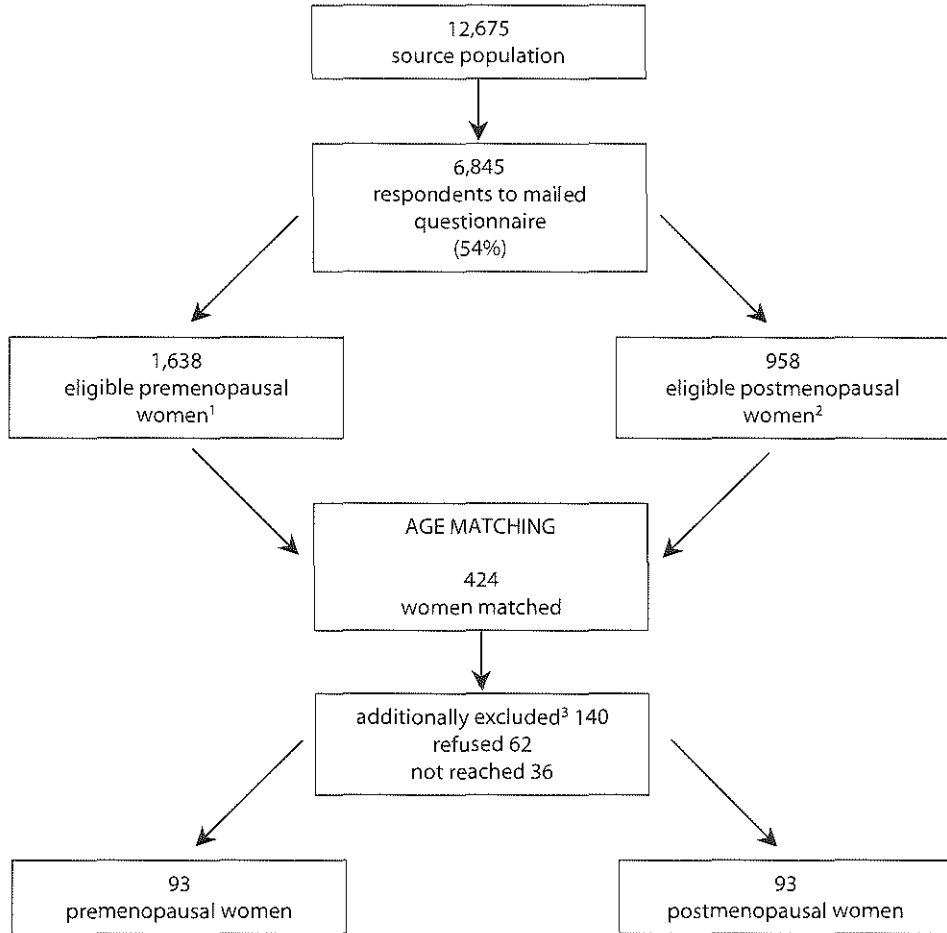 12,675
source population
6,845
respondents to mailed
questionnaire
(54%)
1,638
eligible premenopausal
women¹
958
eligible postmenopausal
women²
AGE MATCHING
424
women matched
additionally excluded³ 140
refused 62
not reached 36
93
premenopausal women
93
postmenopausal women